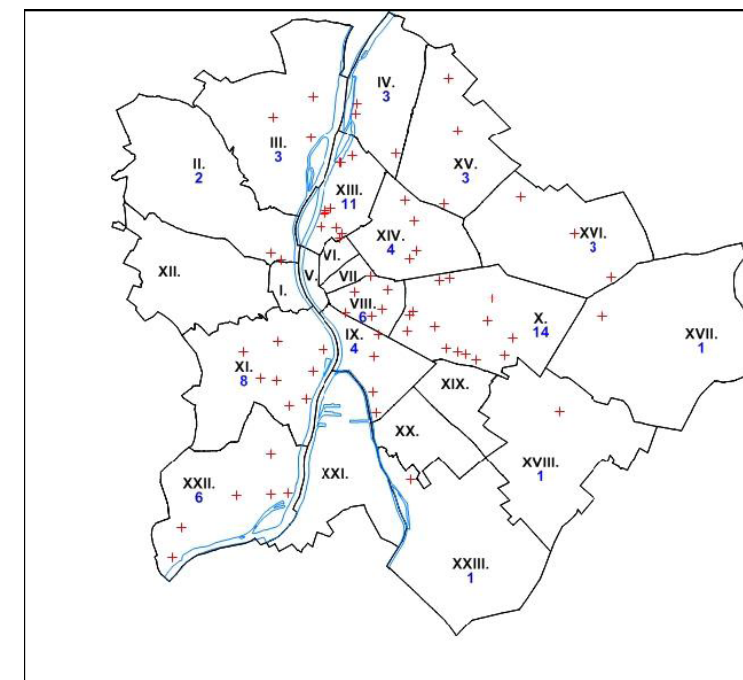 IV.
3
III.
3
II.
2
XV.
3
XIII.
11
XIV.
4
XVI.
3
XII.
VI.
V.
VII
I.
VIII.
6
X.
14
XVII.
1
IX.
4
XI.
8
XIX.
XX.
XVIII.
1
XXI.
XXII.
6
XXIII.
1